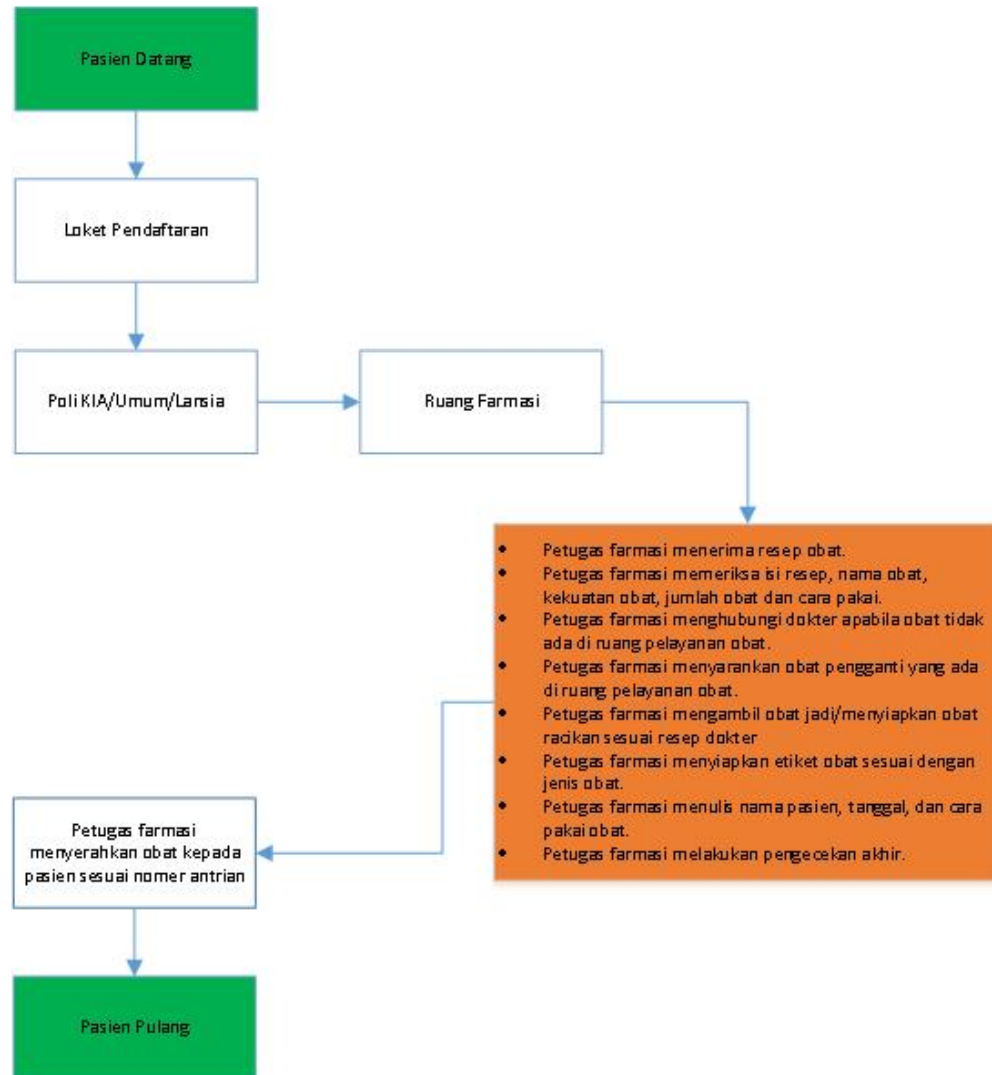 Pasien Datang
Loket Pendaftaran
Poli KIA/Umum/Lansia
Ruang Farmasi
• Petugas farmasi menerima resep obat.
• Petugas farmasi memeriksa isi resep, nama obat,
kekuatan obat, jumlah obat dan cara pakai.
• Petugas farmasi menghubungi dokter apabila obat tidak
ada di ruang pelayanan obat.
• Petugas farmasi menyarankan obat pengganti yang ada
di ruang pelayanan obat.
• Petugas farmasi mengambil obat jadi/menyiapkan obat
racikan sesuai resep dokter
• Petugas farmasi menyiapkan etiket obat sesuai dengan
jenis obat.
• Petugas farmasi menulis nama pasien, tanggal, dan cara
pakai obat.
• Petugas farmasi melakukan pengecekan akhir.
Petugas farmasi
menyerahkan obat kepada
pasien sesuai nomer antrian
Pasien Pulang